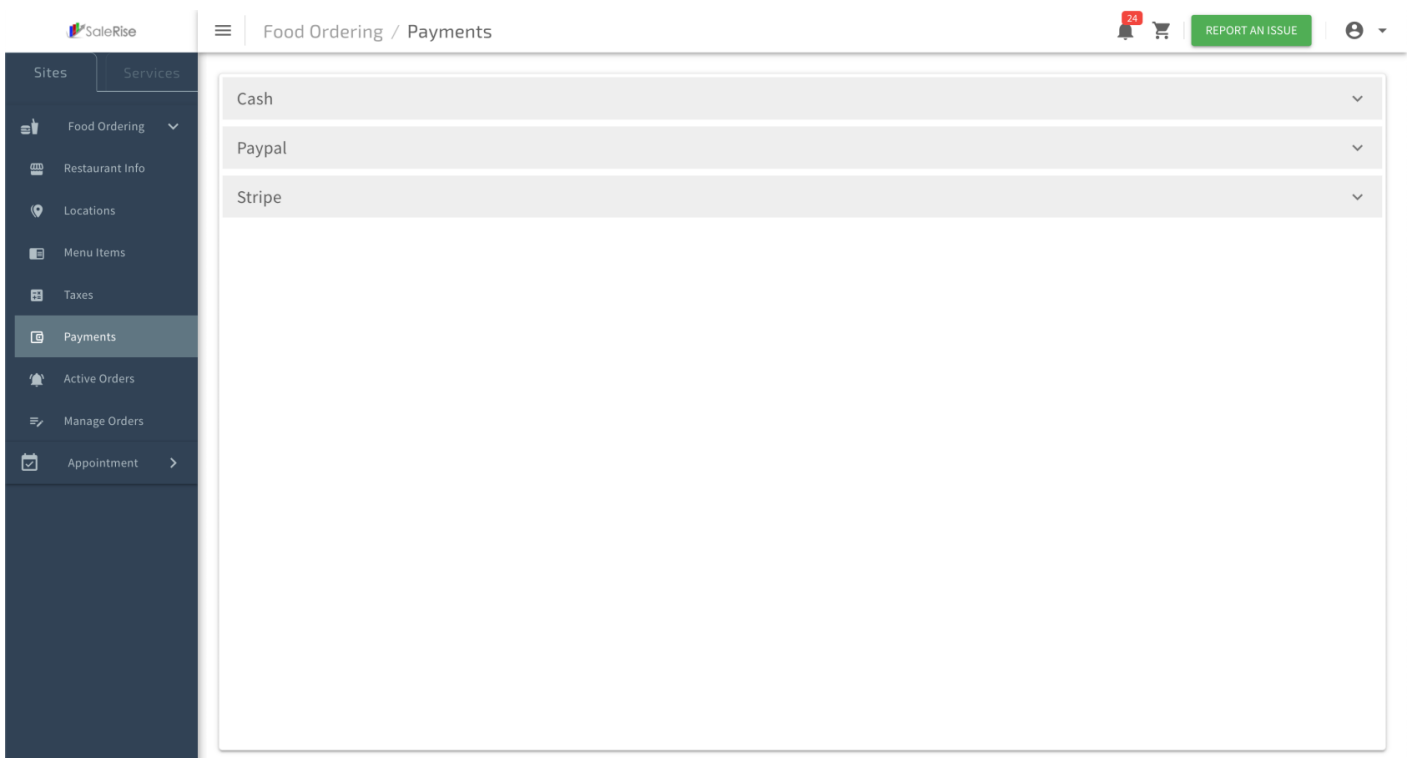 SaleRise
Food Ordering / Payments
24
REPORT AN ISSUE
Sites
Services
Food Ordering
Restaurant Info
Locations
Menu Items
Taxes
Payments
Active Orders
Manage Orders
Appointment
Cash
Paypal
Stripe